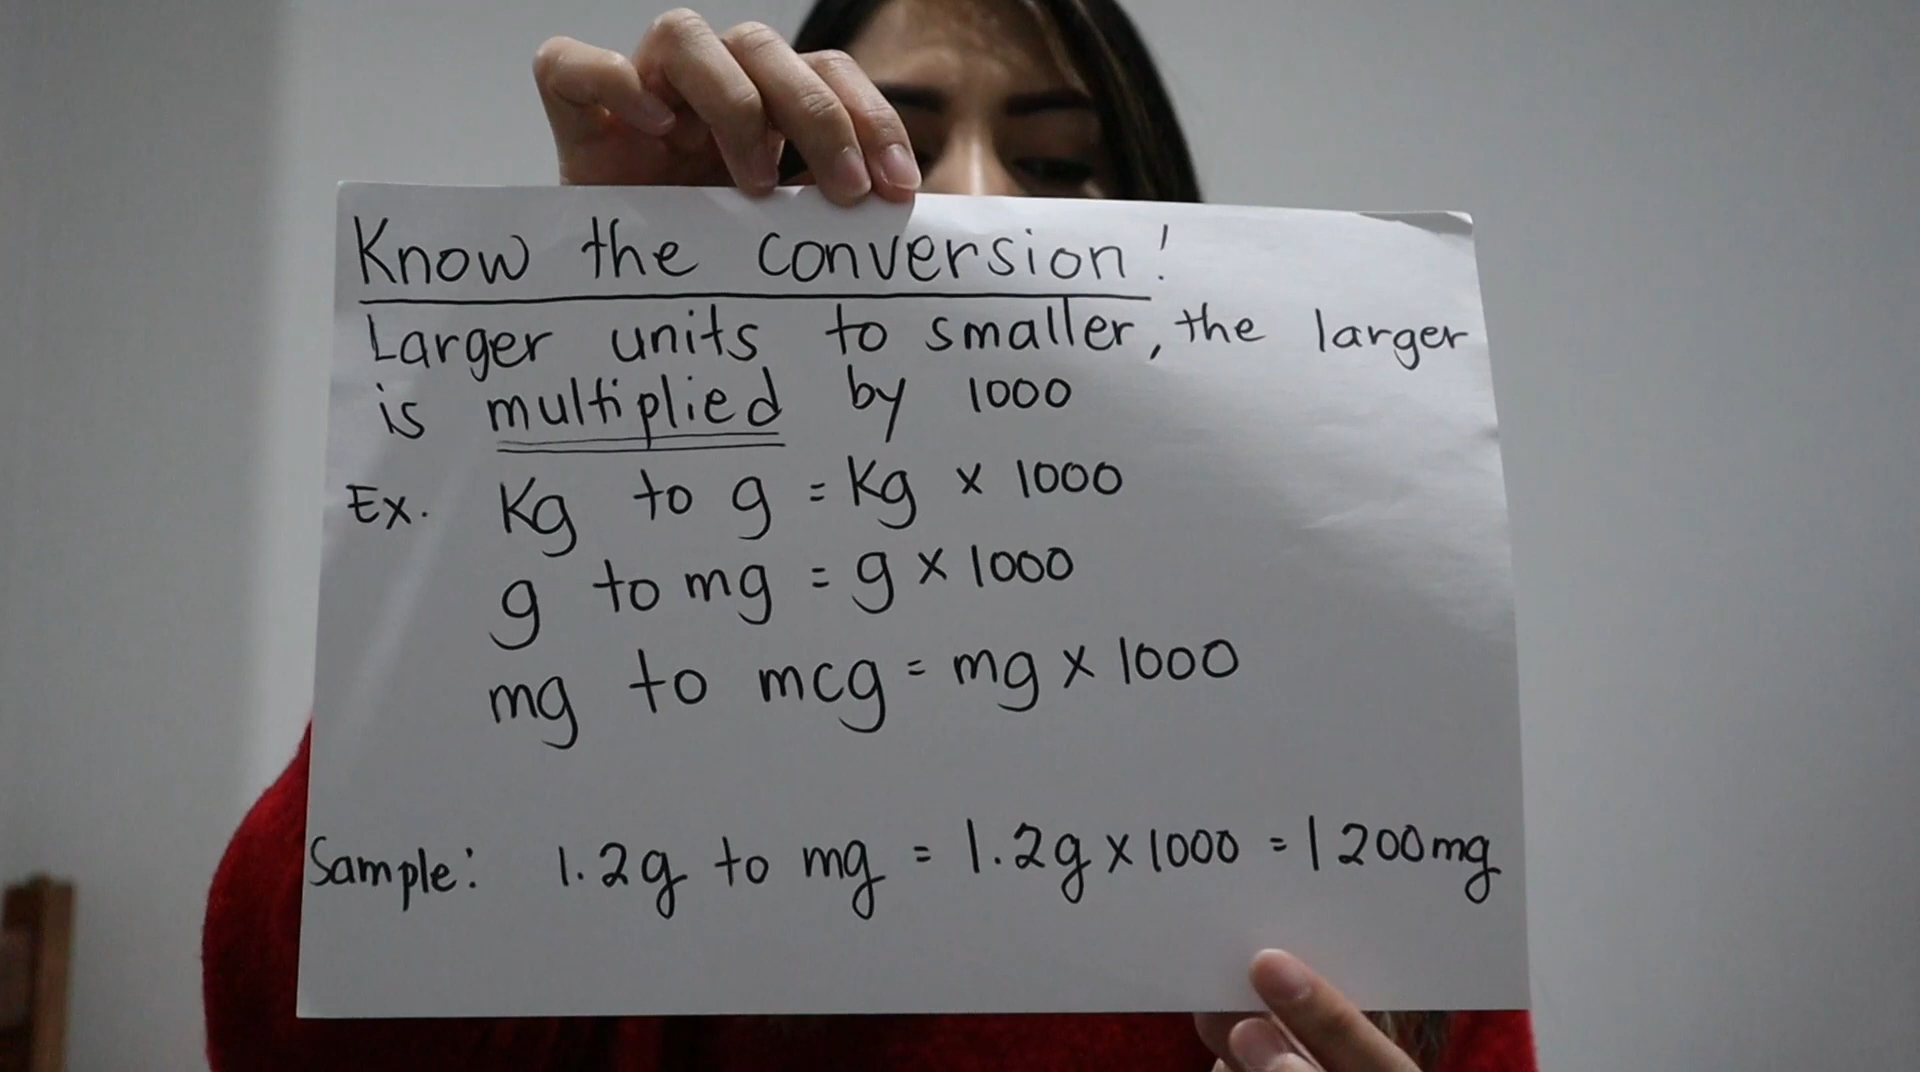 Know the conversion!
Larger units to smaller, the larger
is multiplied by 1000
Ex. Kg to g = Kg x 1000
g to mg = g x 1000
mg to mcg = mg x 1000
Sample: 1.2g to mg = 1.2g x 1000 = 1200mg